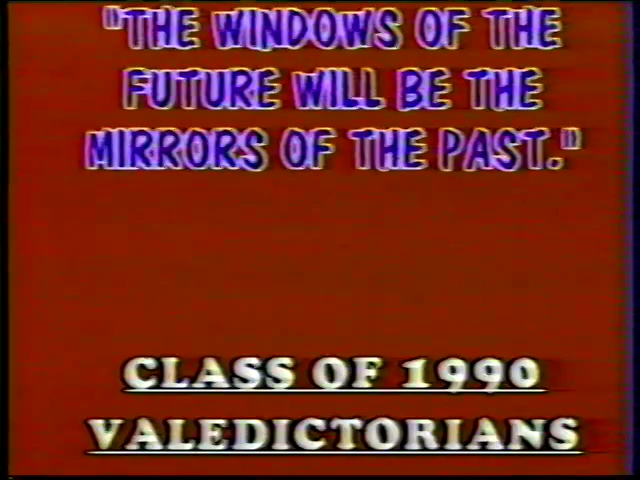 "THE WINDOWS OF THE
FUTURE WILL BE THE
MIRRORS OF THE PAST."
CLASS OF 1990
VALEDICTORIANS